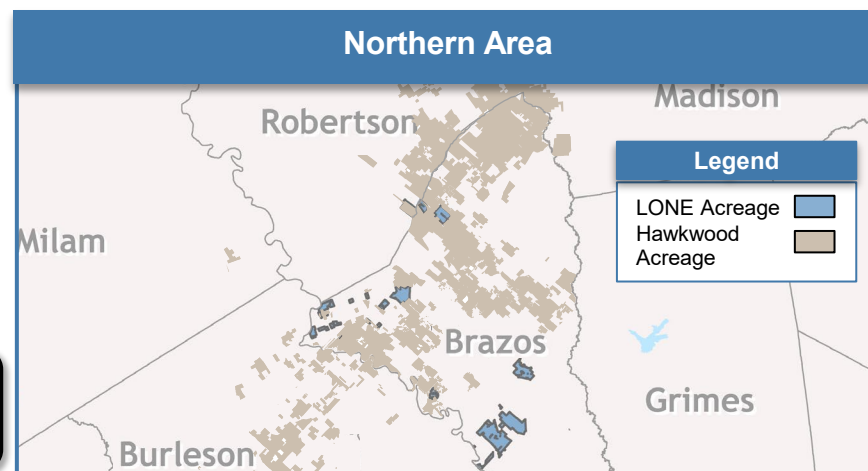 Northern Area
Madison
Robertson
Legend
LONE Acreage
Hawkwood
Acreage
Milam
Brazos
Grimes
Burleson